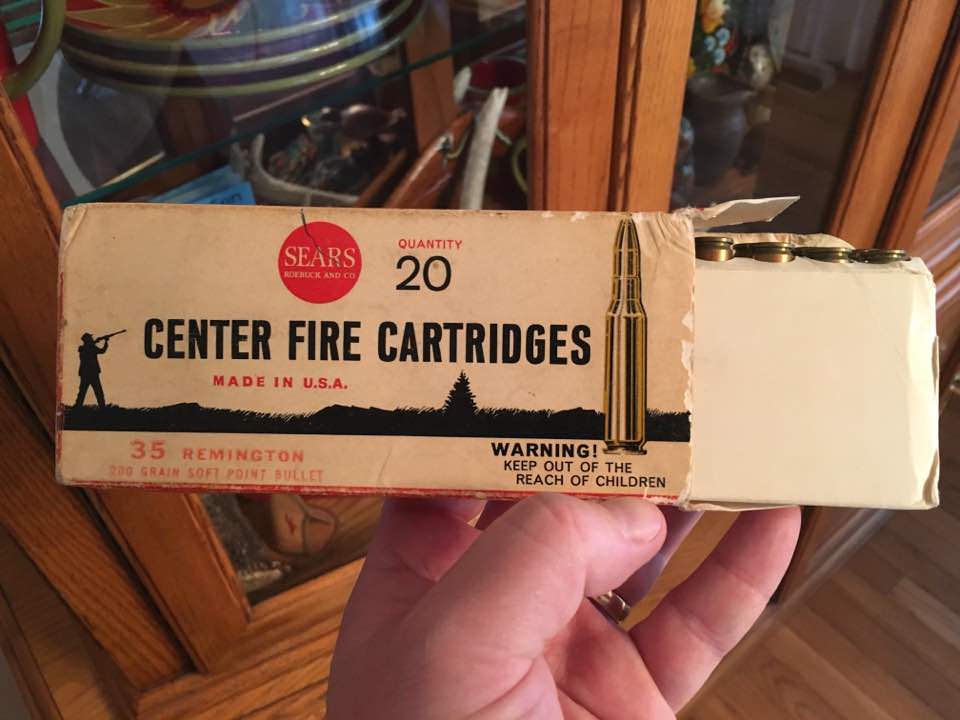 SEARS
ROEBUCK AND CO
QUANTITY
20
CENTER FIRE CARTRIDGES
MADE IN U.S.A.
35 REMINGTON
200 GRAIN SOFT POINT BULLET
WARNING!
KEEP OUT OF THE
REACH OF CHILDREN